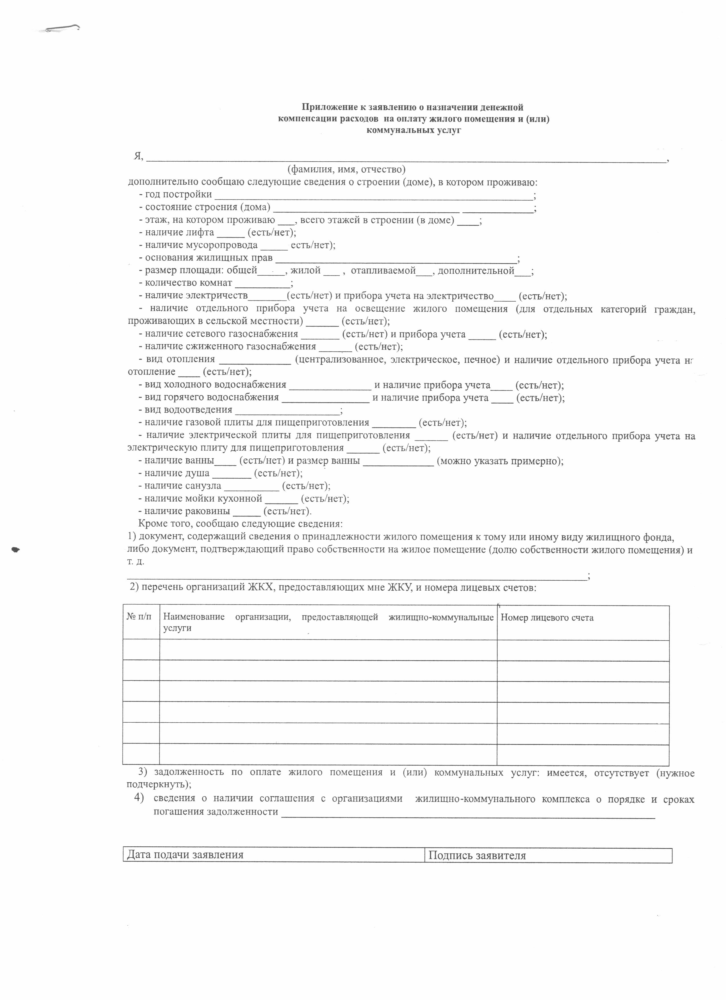 Приложение к заявлению о назначении денежной
компенсации расходов на оплату жилого помещения и (или)
коммунальных услуг
Я, ______________________________,
(фамилия, имя, отчество)
дополнительно сообщаю следующие сведения о строении (доме), в котором проживаю:
- год постройки ____________________;
- состояние строения (дома) ____________________ __________;
- этаж, на котором проживаю ___, всего этажей в строении (в доме) ____;
- наличие лифта _____ (есть/нет);
- наличие мусоропровода _____ есть/нет);
- основания жилищных прав ____________________;
- размер площади: общей_____, жилой ___ , отапливаемой___, дополнительной___;
- количество комнат __________;
- наличие электричеств_______(есть/нет) и прибора учета на электричество____ (есть/нет);
- наличие отдельного прибора учета на освещение жилого помещения (для отдельных категорий граждан,
проживающих в сельской местности) ______ (есть/нет);
- наличие сетевого газоснабжения _______ (есть/нет) и прибора учета _____ (есть/нет);
- наличие сжиженного газоснабжения ______ (есть/нет);
- вид отопления _____________ (централизованное, электрическое, печное) и наличие отдельного прибора учета на
отопление ____ (есть/нет);
- вид холодного водоснабжения _______________ и наличие прибора учета____ (есть/нет);
- вид горячего водоснабжения ________________ и наличие прибора учета ____ (есть/нет);
- вид водоотведения ___________________;
- наличие газовой плиты для пищеприготовления ________ (есть/нет);
- наличие электрической плиты для пищеприготовления ______ (есть/нет) и наличие отдельного прибора учета на
электрическую плиту для пищеприготовления ______ (есть/нет);
- наличие ванны____ (есть/нет) и размер ванны _____________ (можно указать примерно);
- наличие душа _______ (есть/нет);
- наличие санузла __________ (есть/нет);
- наличие мойки кухонной ______ (есть/нет);
- наличие раковины _____ (есть/нет).
Кроме того, сообщаю следующие сведения:
1) документ, содержащий сведения о принадлежности жилого помещения к тому или иному виду жилищного фонда,
либо документ, подтверждающий право собственности на жилое помещение (долю собственности жилого помещения) и
т. д.
______________________________;
2) перечень организаций ЖКХ, предоставляющих мне ЖКУ, и номера лицевых счетов:
№ п/п
Наименование организации, предоставляющей жилищно-коммунальные
услуги
Номер лицевого счета
3) задолженность по оплате жилого помещения и (или) коммунальных услуг: имеется, отсутствует (нужное
подчеркнуть);
4) сведения о наличии соглашения с организациями жилищно-коммунального комплекса о порядке и сроках
погашения задолженности ______________________________
Дата подачи заявления
Подпись заявителя